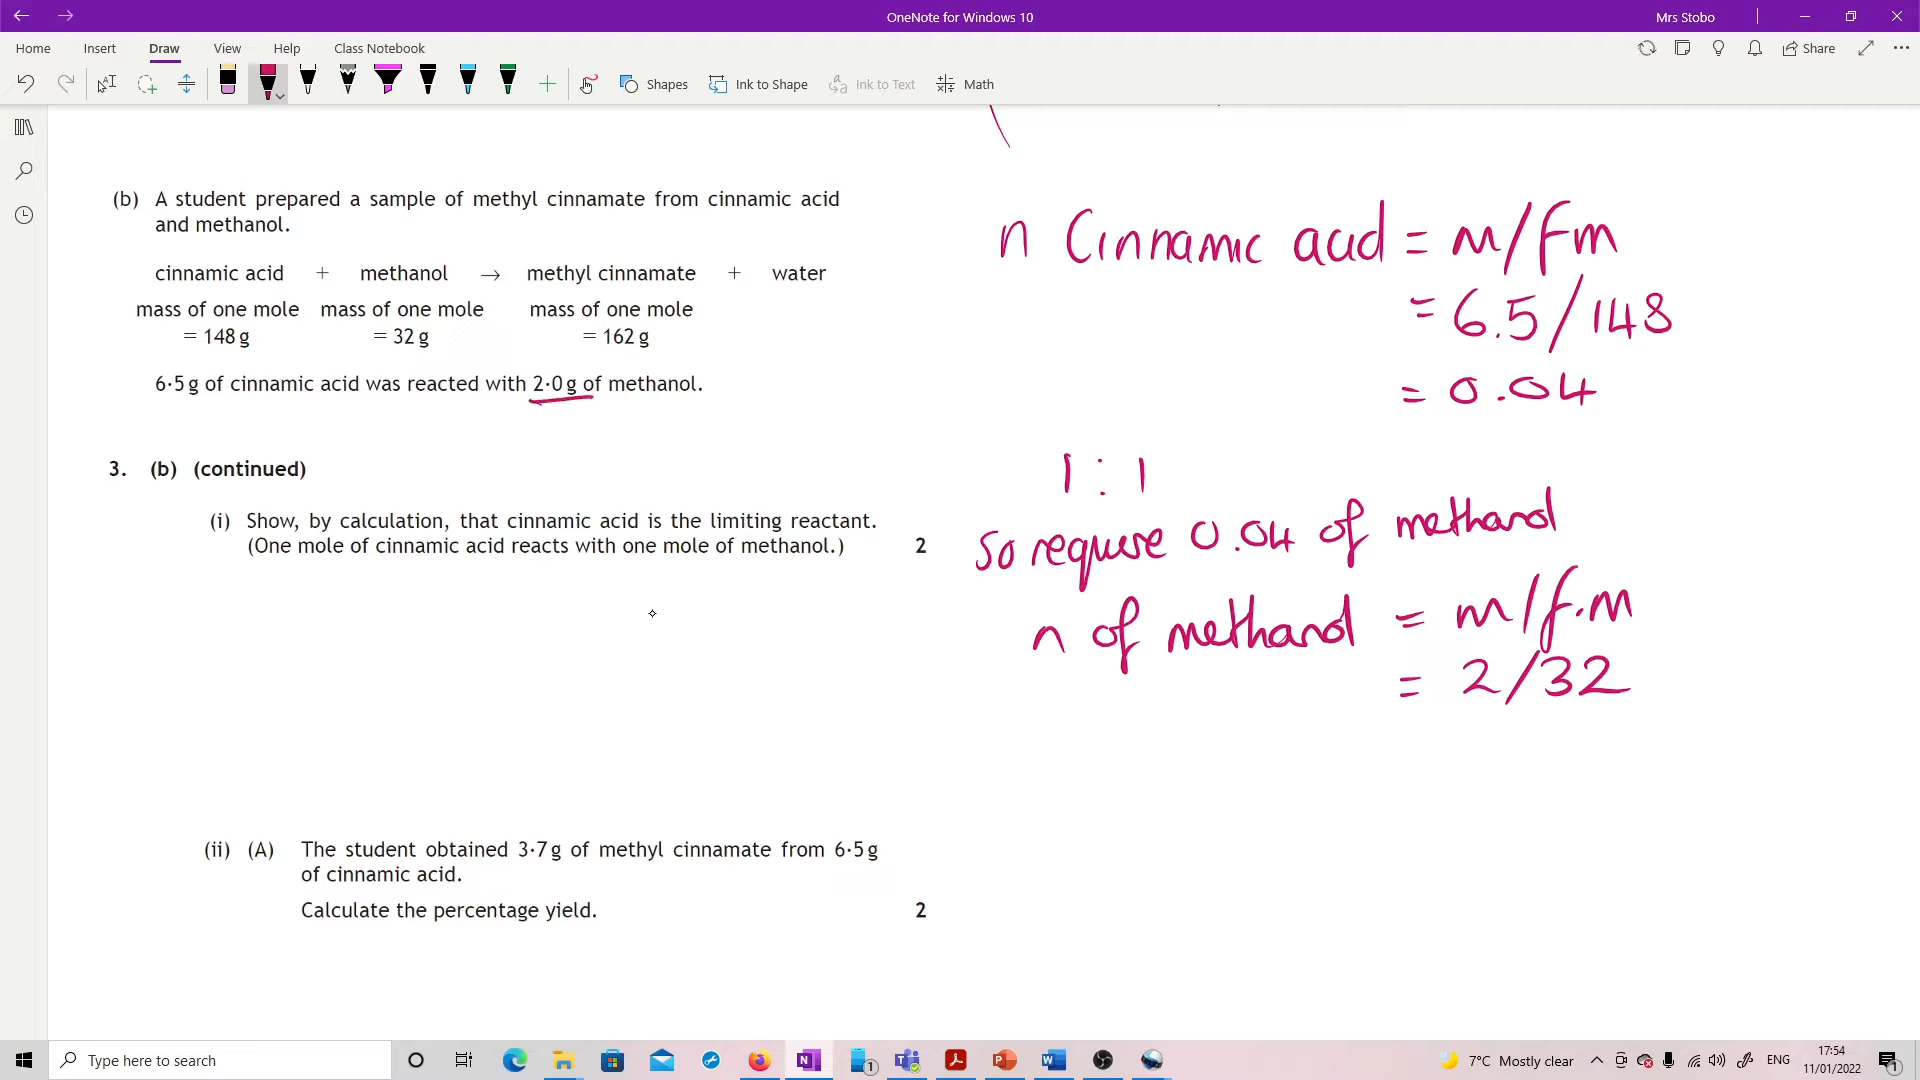 OneNote for Windows 10
Mrs Stobo
Home Insert Draw View Help Class Notebook
Share
Shapes Ink to Shape Ink to Text Math
(b) A student prepared a sample of methyl cinnamate from cinnamic acid
and methanol.
cinnamic acid + methanol → methyl cinnamate + water
mass of one mole mass of one mole mass of one mole
= 148 g = 32 g = 162 g
6·5 g of cinnamic acid was reacted with 2·0 g of methanol.
3. (b) (continued)
(i) Show, by calculation, that cinnamic acid is the limiting reactant.
(One mole of cinnamic acid reacts with one mole of methanol.) 2
(ii) (A) The student obtained 3·7 g of methyl cinnamate from 6·5 g
of cinnamic acid.
Calculate the percentage yield. 2
n Cinnamic acid = m/fm
= 6.5/148
= 0.04
1 : 1
so require 0.04 of methanol
n of methanol = m/f.m
= 2/32
Type here to search
7°C Mostly clear
ENG
17:54
11/01/2022